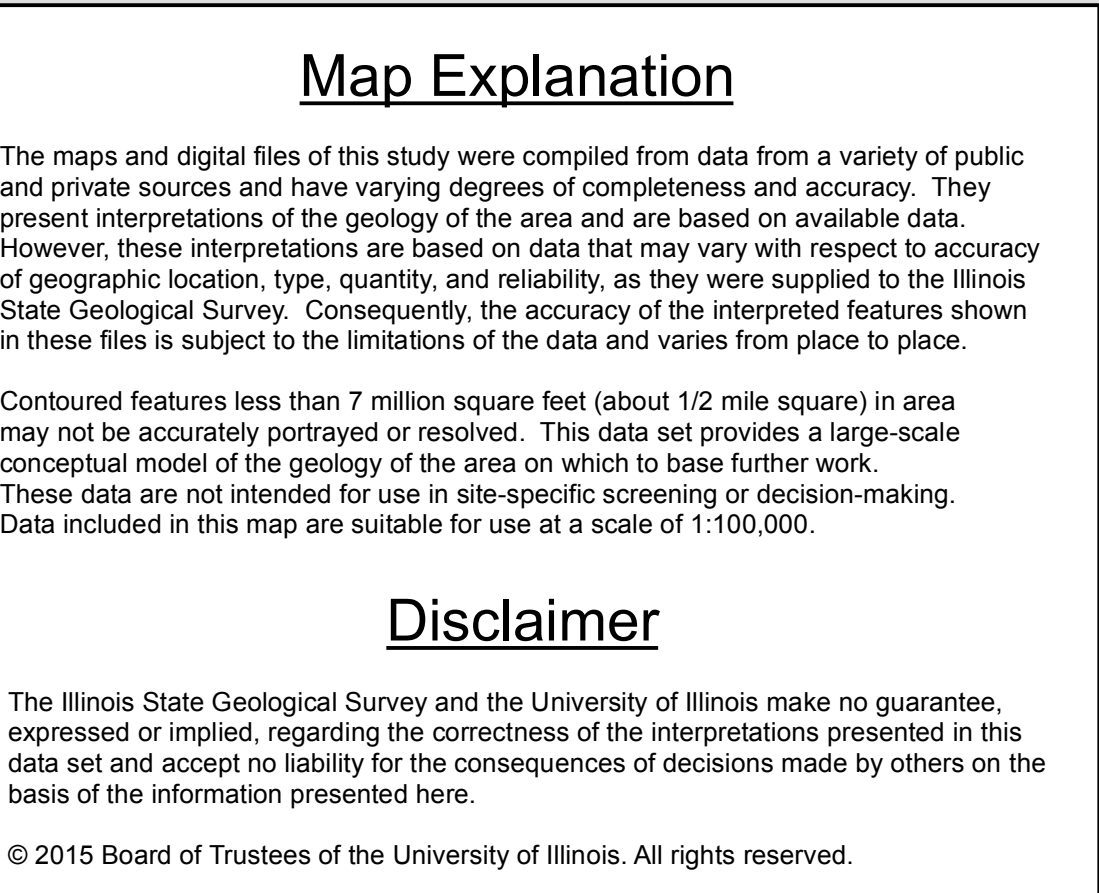 Map Explanation
The maps and digital files of this study were compiled from data from a variety of public
and private sources and have varying degrees of completeness and accuracy.  They
present interpretations of the geology of the area and are based on available data.
However, these interpretations are based on data that may vary with respect to accuracy
of geographic location, type, quantity, and reliability, as they were supplied to the Illinois
State Geological Survey.  Consequently, the accuracy of the interpreted features shown
in these files is subject to the limitations of the data and varies from place to place.
Contoured features less than 7 million square feet (about 1/2 mile square) in area
may not be accurately portrayed or resolved.  This data set provides a large-scale
conceptual model of the geology of the area on which to base further work.
These data are not intended for use in site-specific screening or decision-making.
Data included in this map are suitable for use at a scale of 1:100,000.
Disclaimer
The Illinois State Geological Survey and the University of Illinois make no guarantee,
expressed or implied, regarding the correctness of the interpretations presented in this
data set and accept no liability for the consequences of decisions made by others on the
basis of the information presented here.
© 2015 Board of Trustees of the University of Illinois. All rights reserved.